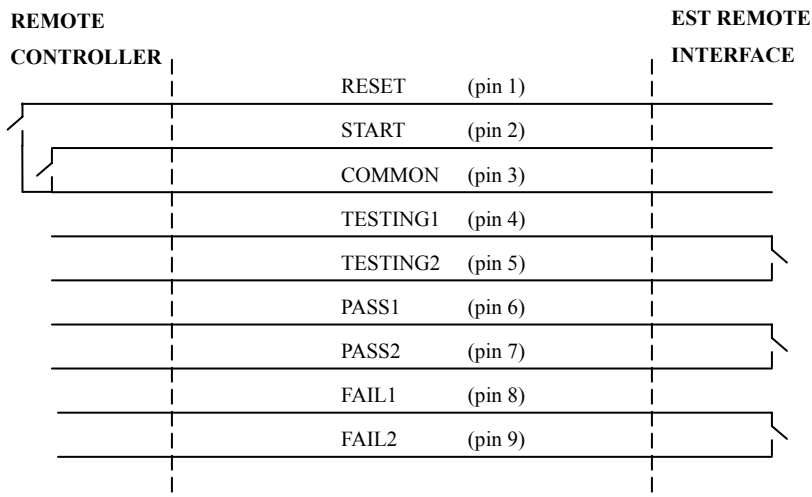 REMOTE
CONTROLLER
EST REMOTE
INTERFACE
RESET (pin 1)
START (pin 2)
COMMON (pin 3)
TESTING1 (pin 4)
TESTING2 (pin 5)
PASS1 (pin 6)
PASS2 (pin 7)
FAIL1 (pin 8)
FAIL2 (pin 9)